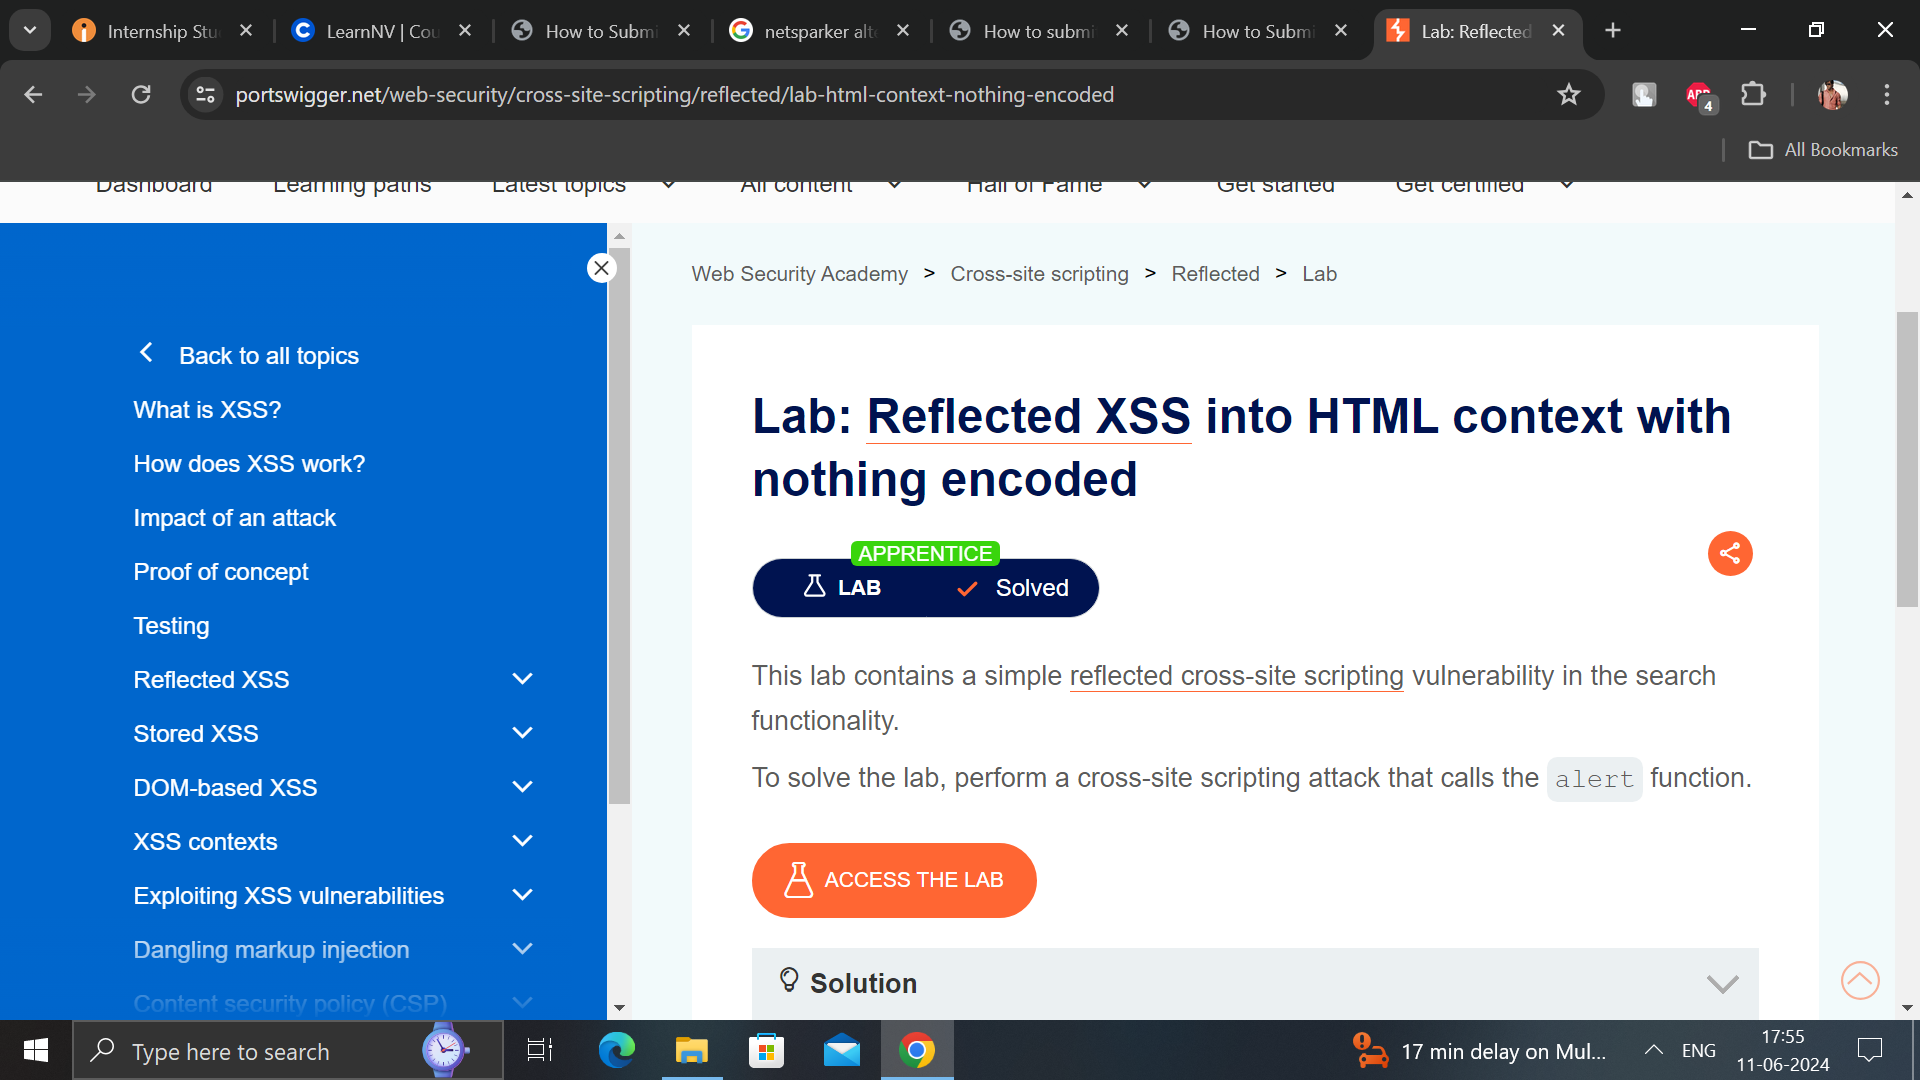 Internship Stu
LearnNV | Cou
How to Submi
netsparker alt
How to submi
How to Submi
Lab: Reflected
portswigger.net/web-security/cross-site-scripting/reflected/lab-html-context-nothing-encoded
ABP
4
All Bookmarks
Dashboard
Learning paths
Latest topics
All content
Hall of Fame
Get started
Get certified
Back to all topics
What is XSS?
How does XSS work?
Impact of an attack
Proof of concept
Testing
Reflected XSS
Stored XSS
DOM-based XSS
XSS contexts
Exploiting XSS vulnerabilities
Dangling markup injection
Content security policy (CSP)
Web Security Academy > Cross-site scripting > Reflected > Lab
Lab: Reflected XSS into HTML context with
nothing encoded
APPRENTICE
LAB
Solved
This lab contains a simple reflected cross-site scripting vulnerability in the search
functionality.
To solve the lab, perform a cross-site scripting attack that calls the alert function.
ACCESS THE LAB
Solution
Type here to search
17 min delay on Mul...
ENG
17:55
11-06-2024